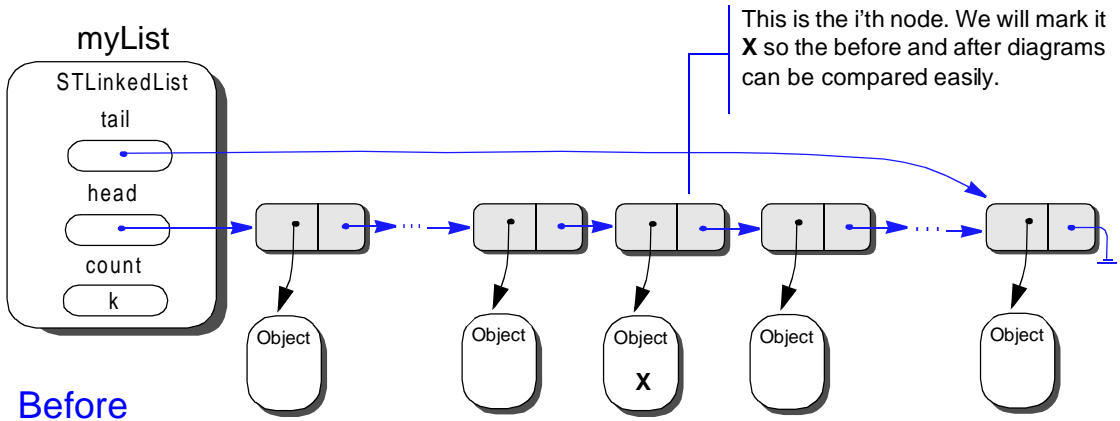 This is the i'th node. We will mark it
X so the before and after diagrams
can be compared easily.
myList
STLinkedList
tail
head
count
k
Object
Object
Object
X
Object
Object
Before